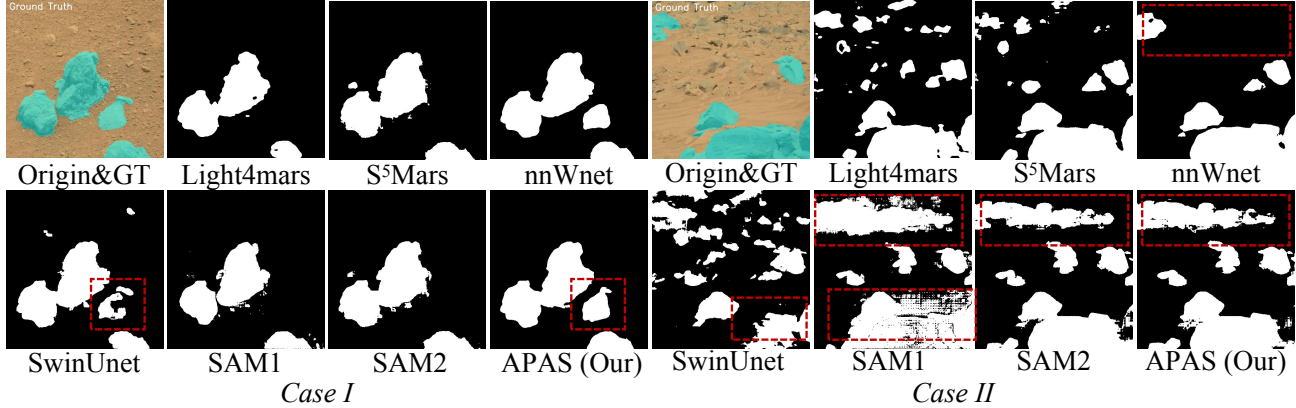 Ground Truth
Ground Truth
Origin&GT Light4mars S⁵Mars nnWnet Origin&GT Light4mars S⁵Mars nnWnet
SwinUnet SAM1 SAM2 APAS (Our) SwinUnet SAM1 SAM2 APAS (Our)
Case I Case II